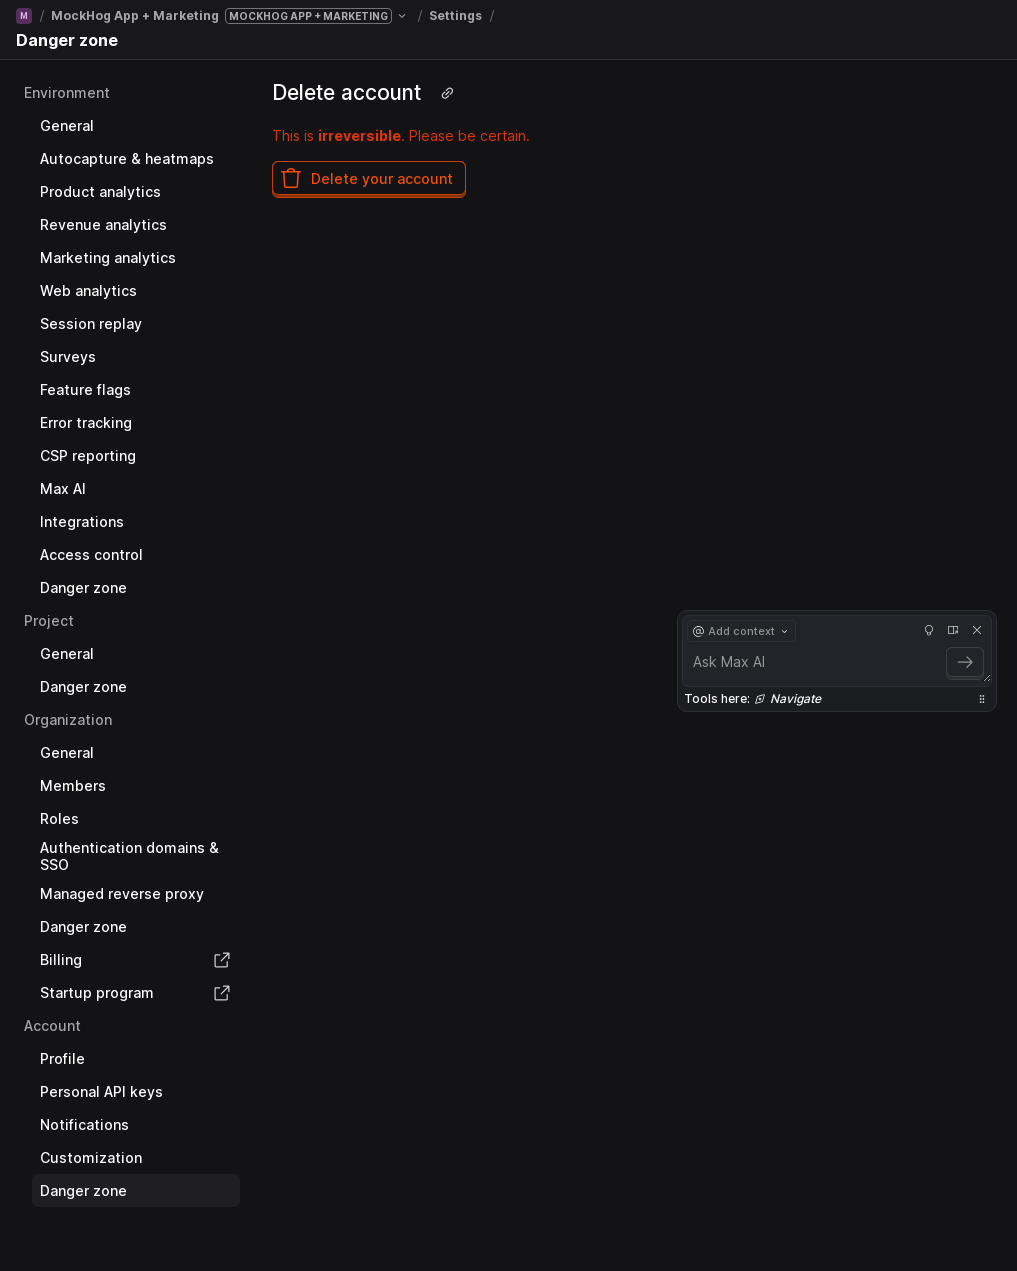 M / MockHog App + Marketing MOCKHOG APP + MARKETING / Settings /
Danger zone
Environment
General
Autocapture & heatmaps
Product analytics
Revenue analytics
Marketing analytics
Web analytics
Session replay
Surveys
Feature flags
Error tracking
CSP reporting
Max AI
Integrations
Access control
Danger zone
Project
General
Danger zone
Organization
General
Members
Roles
Authentication domains &
SSO
Managed reverse proxy
Danger zone
Billing
Startup program
Account
Profile
Personal API keys
Notifications
Customization
Danger zone
Delete account
This is irreversible. Please be certain.
Delete your account
@ Add context
Ask Max AI
Tools here: Navigate